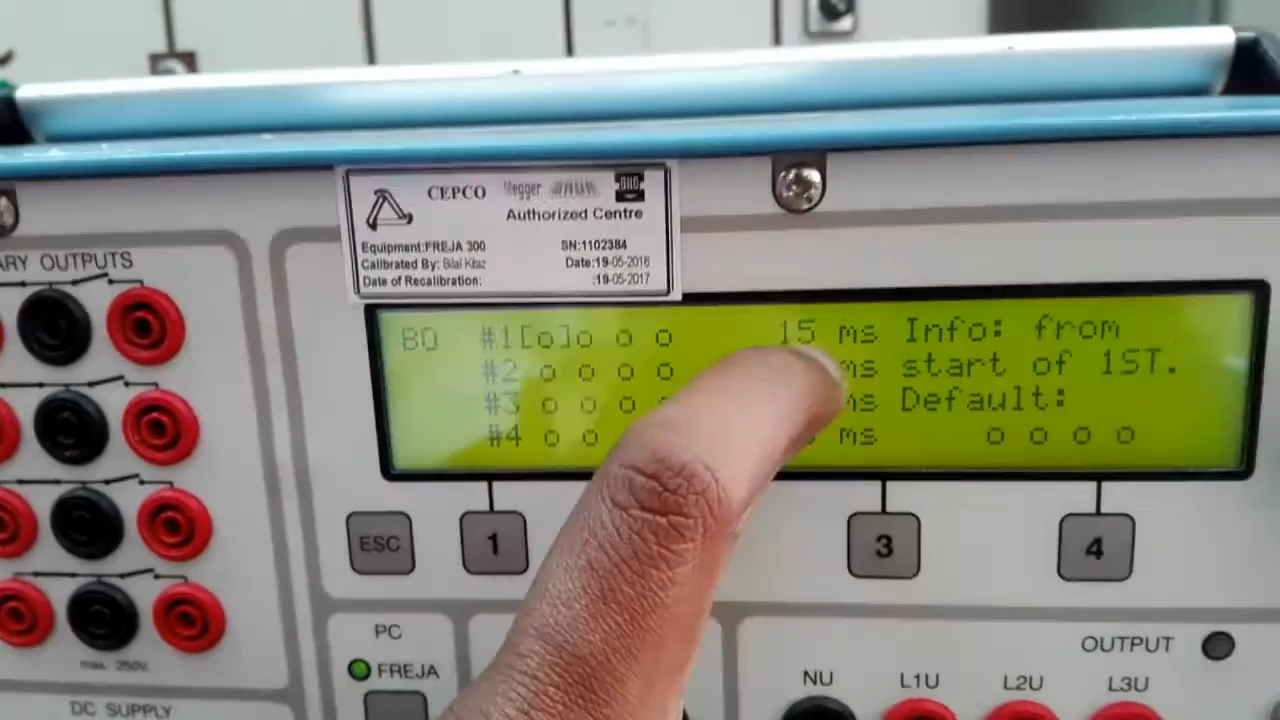 CEPCO Megger
Authorized Centre
Equipment:FREJA 300 SN:1102384
Calibrated By: Bilal Kitaz Date:19-05-2016
Date of Recalibration: :19-05-2017
ARY OUTPUTS
BO #1[o]o o o 15 ms Info: from
#2 o o o o ms start of 1ST.
#3 o o o ms Default:
#4 o o ms o o o o
ESC 1 3 4
PC
FREJA
OUTPUT
NU L1U L2U L3U
max. 250V
DC SUPPLY